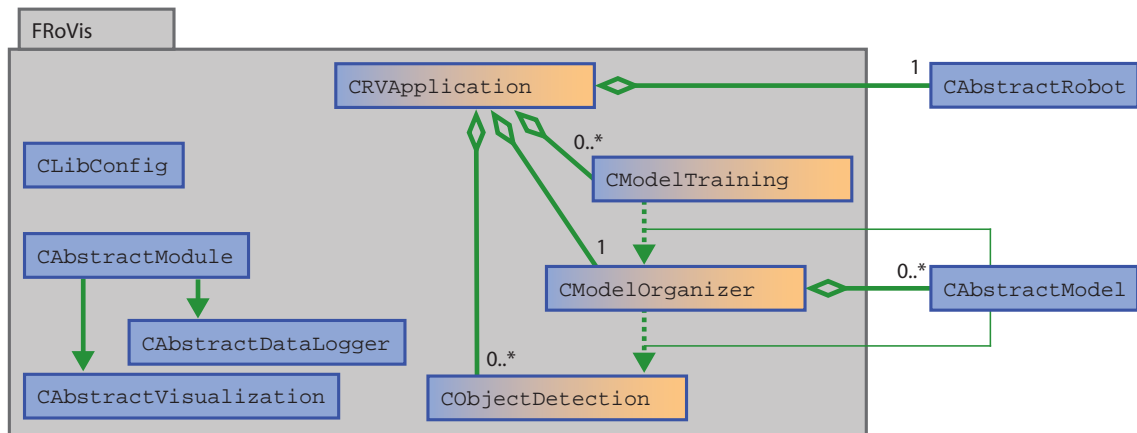 FRoVis
CRVApplication
1
CAbstractRobot
0..*
CLibConfig
CModelTraining
CAbstractModule
1
CModelOrganizer
0..*
CAbstractModel
CAbstractDataLogger
0..*
CAbstractVisualization
CObjectDetection